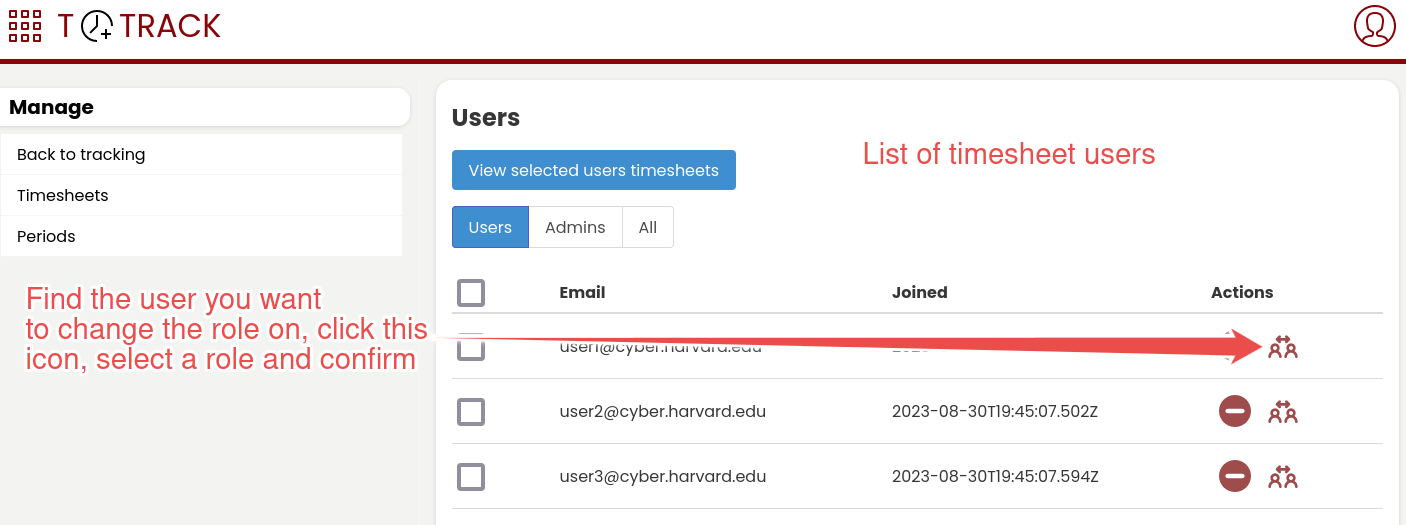 T TRACK
Manage
Back to tracking
Timesheets
Periods
Find the user you want
to change the role on, click this
icon, select a role and confirm
Users
View selected users timesheets
List of timesheet users
Users Admins All
Email Joined Actions
user1@cyber.harvard.edu
user2@cyber.harvard.edu 2023-08-30T19:45:07.502Z
user3@cyber.harvard.edu 2023-08-30T19:45:07.594Z